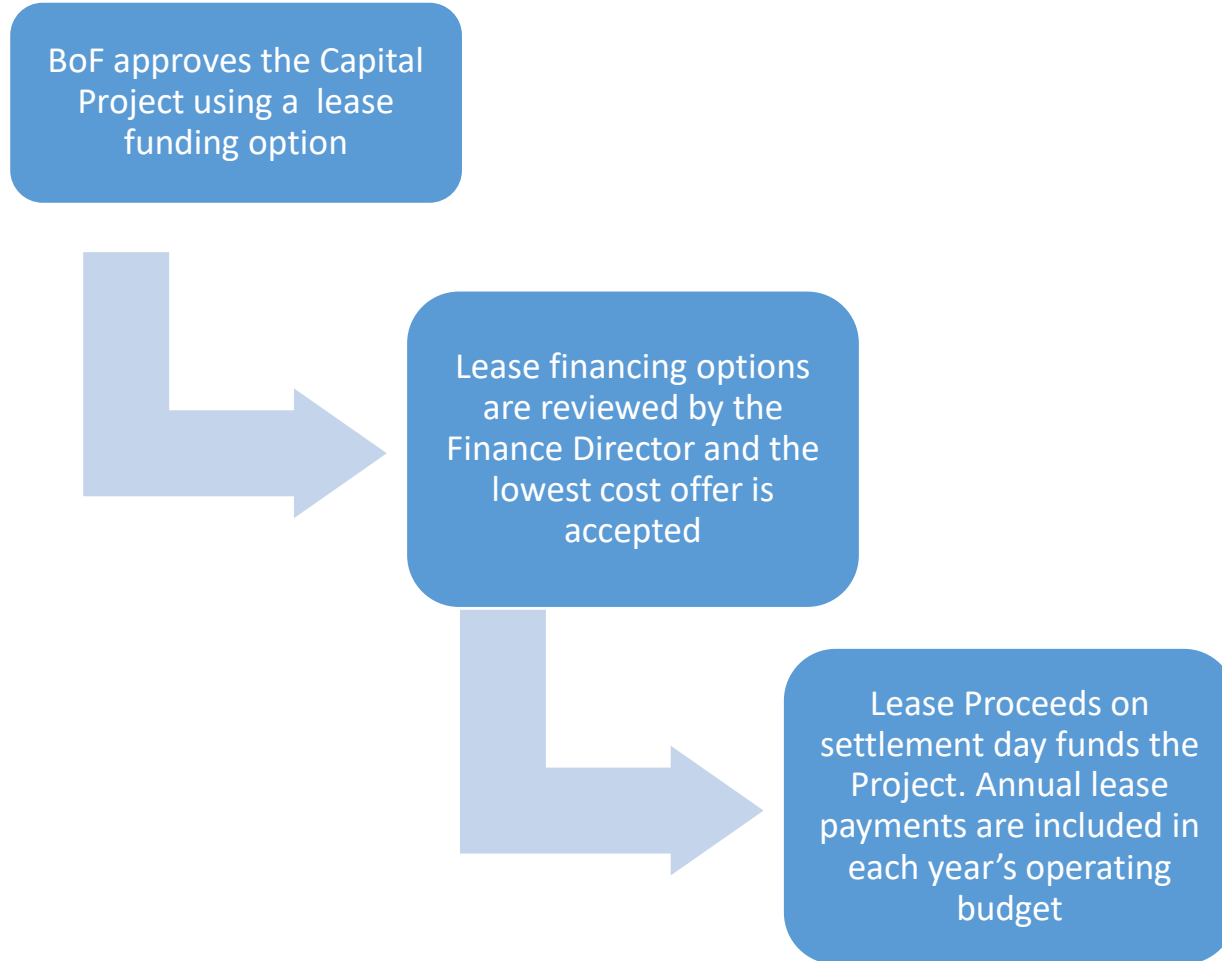 BoF approves the Capital
Project using a  lease
funding option
Lease financing options
are reviewed by the
Finance Director and the
lowest cost offer is
accepted
Lease Proceeds on
settlement day funds the
Project. Annual lease
payments are included in
each year’s operating
budget